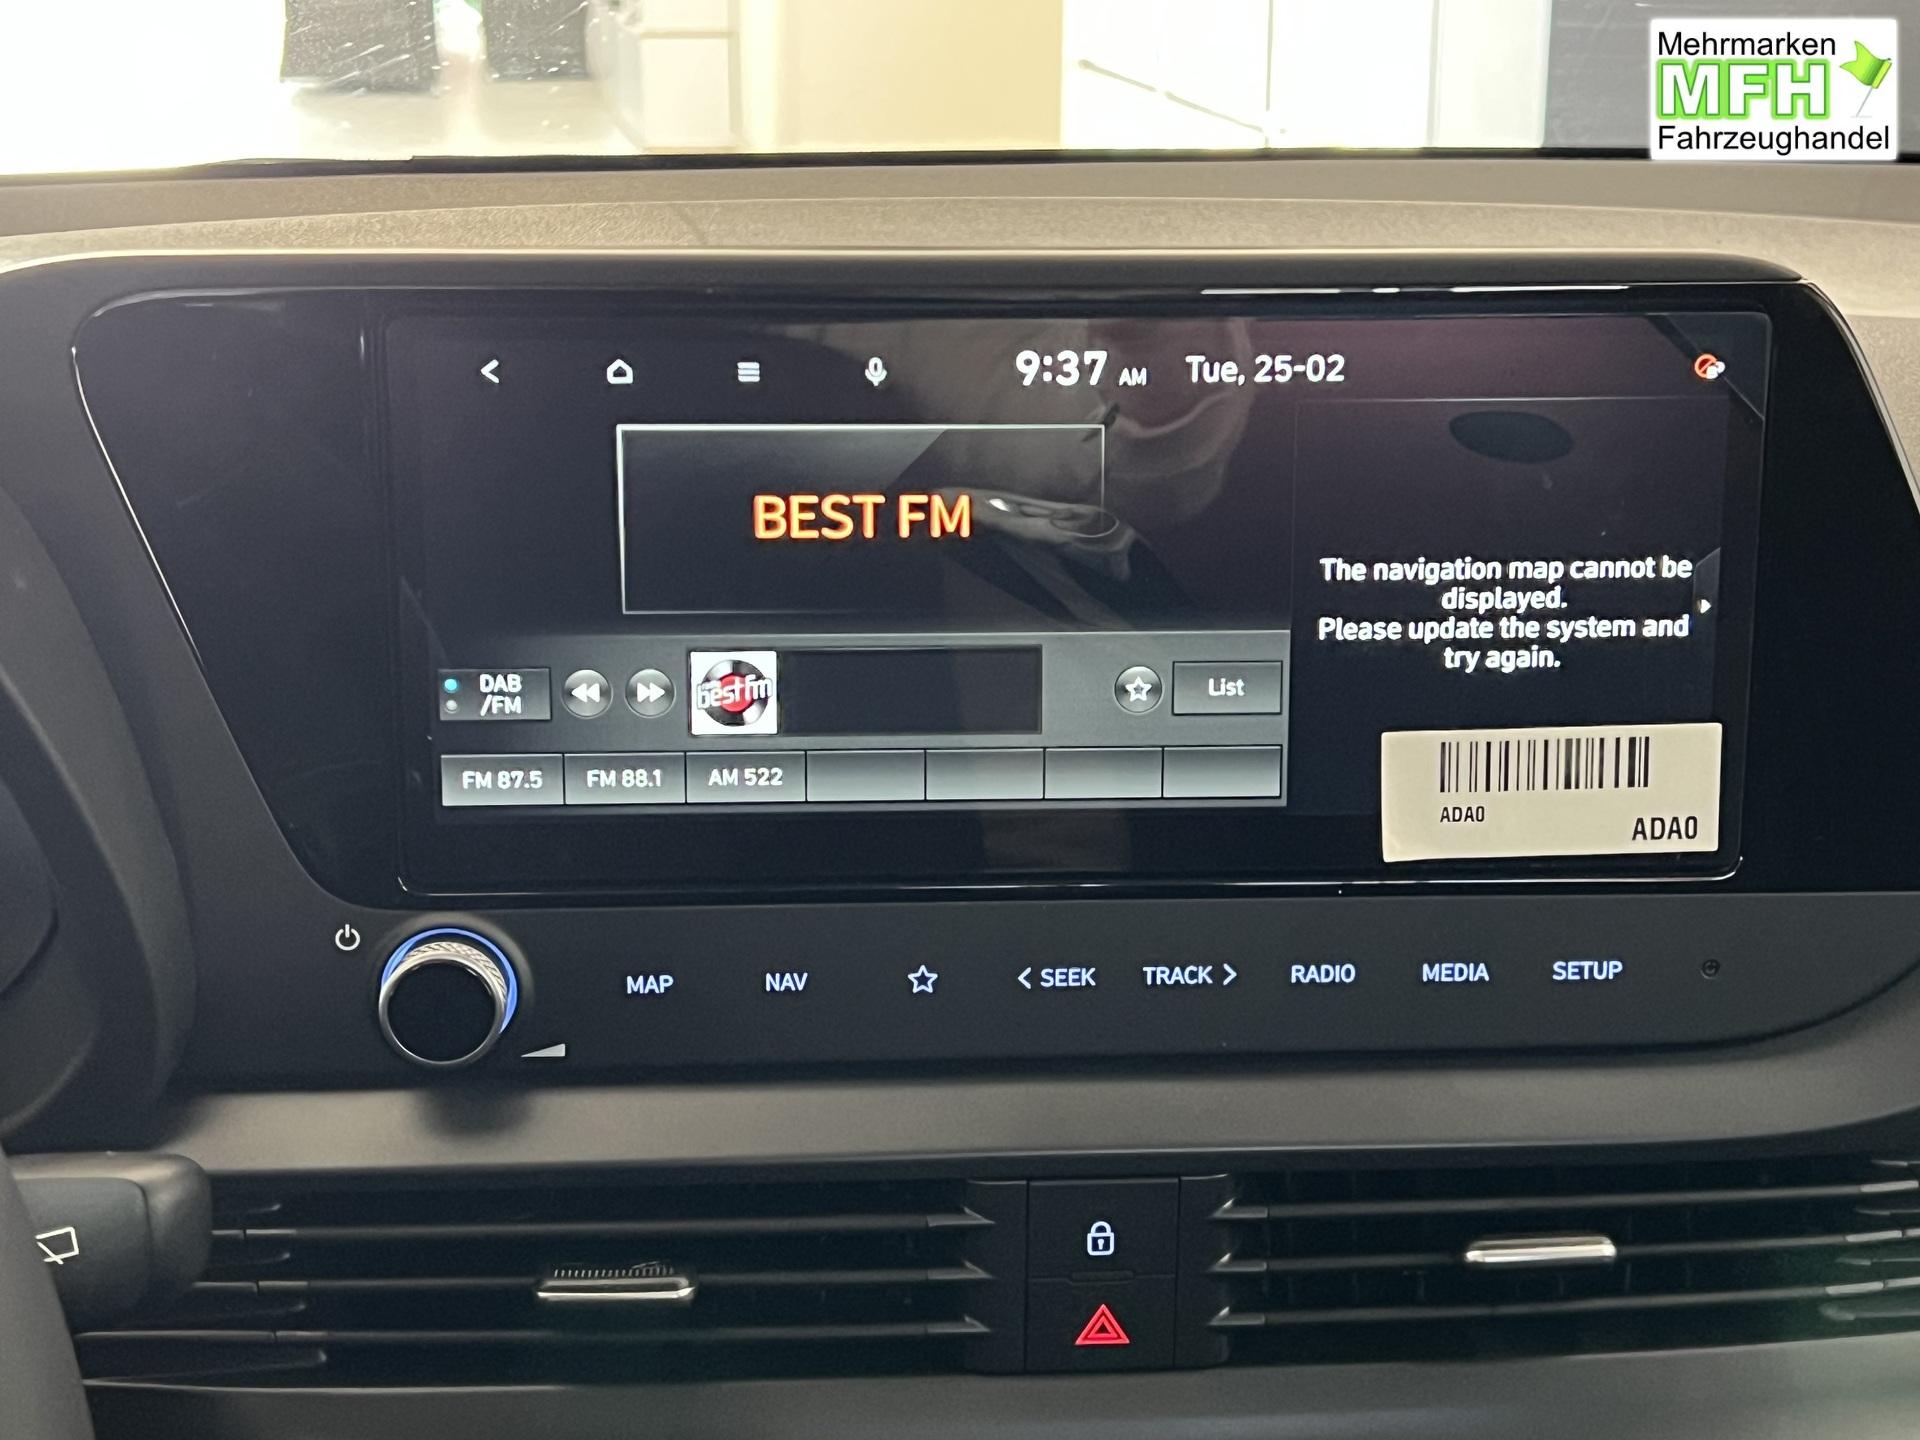 Mehrmarken
MFH
Fahrzeughandel
9:37 AM Tue, 25-02
BEST FM
The navigation map cannot be
displayed.
Please update the system and
try again.
DAB
/FM
best fm
List
FM 87.5
FM 88.1
AM 522
ADA0
ADA0
MAP
NAV
< SEEK
TRACK >
RADIO
MEDIA
SETUP